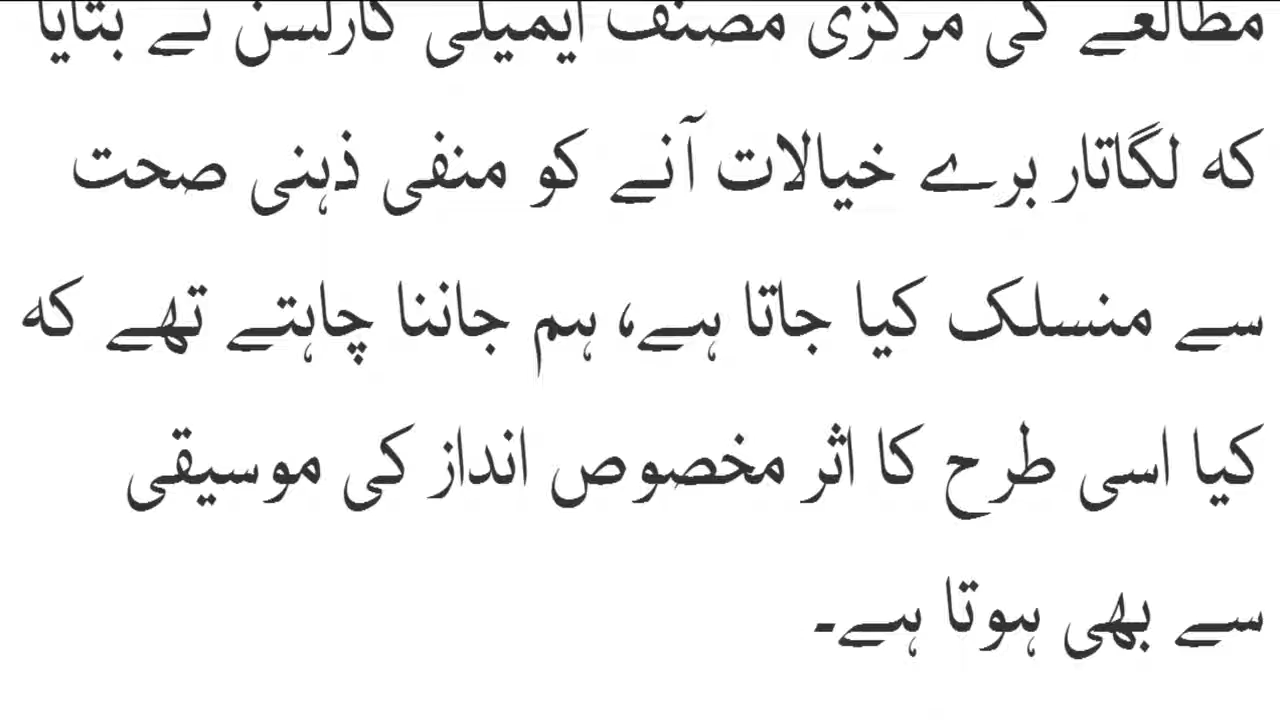 مطالعے کی مرکزی مصنف ایمیلی کارلسن نے بتایا
کہ لگاتار برے خیالات آنے کو منفی ذہنی صحت
سے منسلک کیا جاتا ہے، ہم جاننا چاہتے تھے کہ
کیا اسی طرح کا اثر مخصوص انداز کی موسیقی
سے بھی ہوتا ہے۔